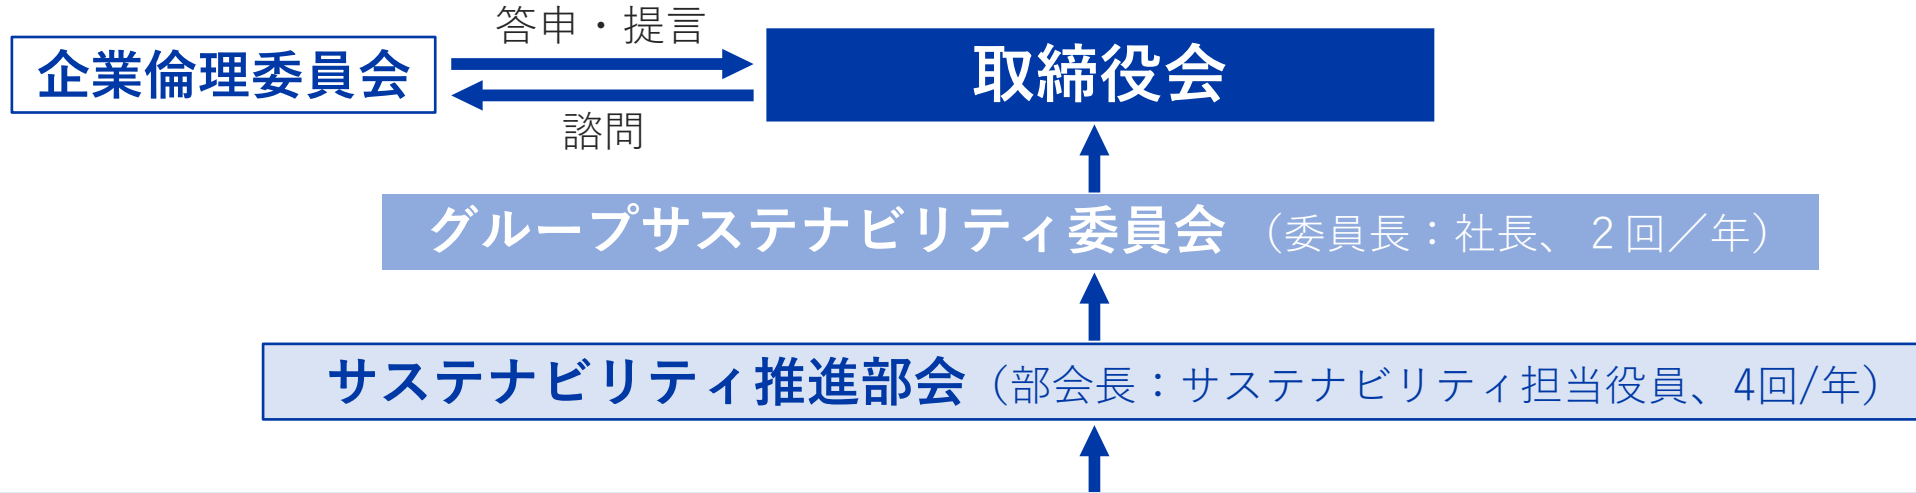 答申・提言
企業倫理委員会
取締役会
諮問
グループサステナビリティ委員会（委員長：社長、２回／年）
サステナビリティ推進部会（部会長：サステナビリティ担当役員、4回/年）